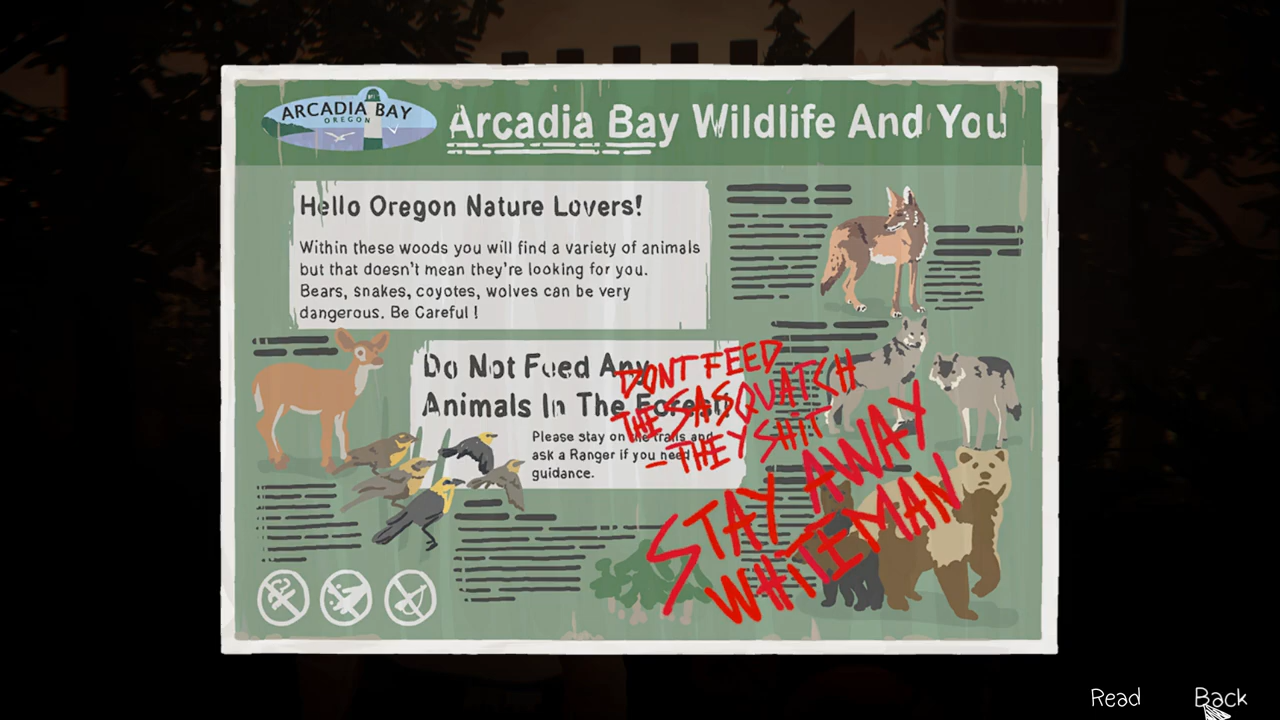 ARCADIA BAY
OREGON
Arcadia Bay Wildlife And You
Hello Oregon Nature Lovers!
Within these woods you will find a variety of animals
but that doesn't mean they're looking for you.
Bears, snakes, coyotes, wolves can be very
dangerous. Be Careful !
Do Not Feed Any
Animals In The Forest
Please stay on the trails and
ask a Ranger if you need
guidance.
DONT FEED
THE SASQUATCH
-THEY SHIT
STAY AWAY
WHITEMAN
Read
Back